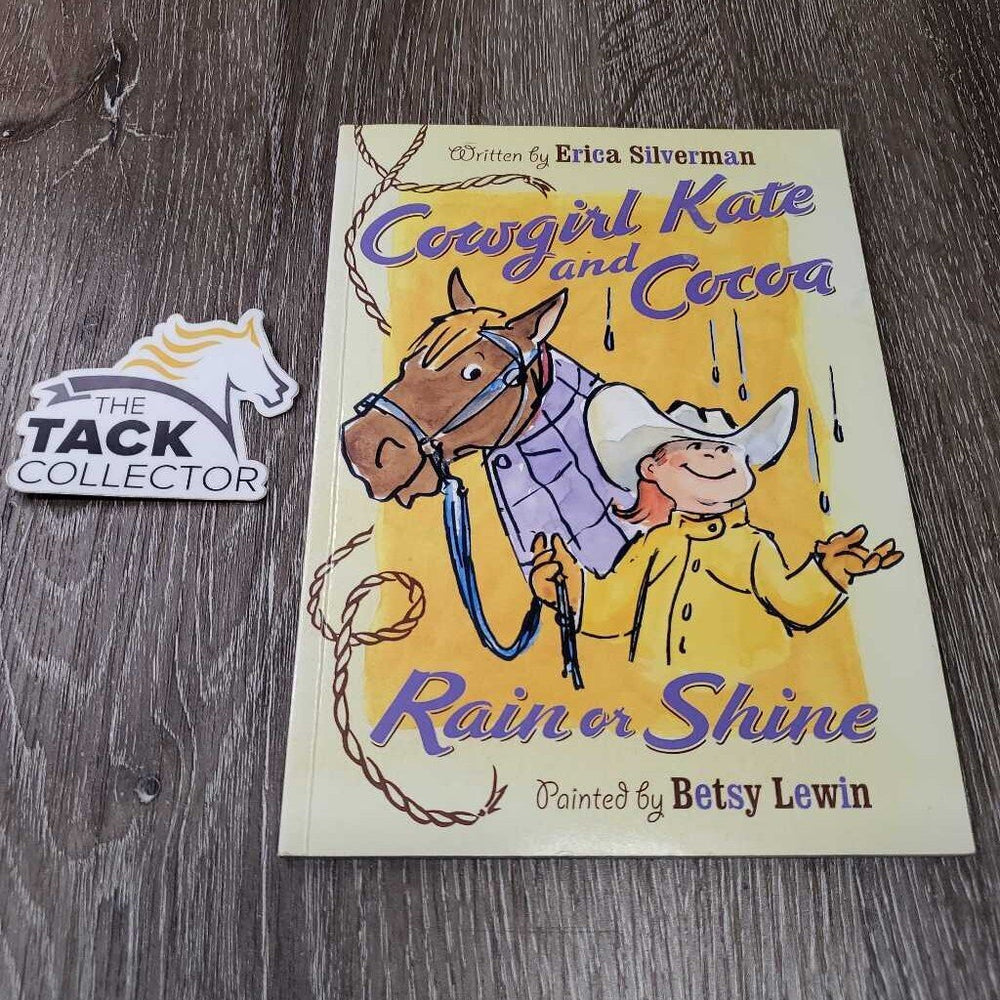 Written by Erica Silverman
Cowgirl Kate
and Cocoa
Rain or Shine
Painted by Betsy Lewin
THE
TACK
COLLECTOR